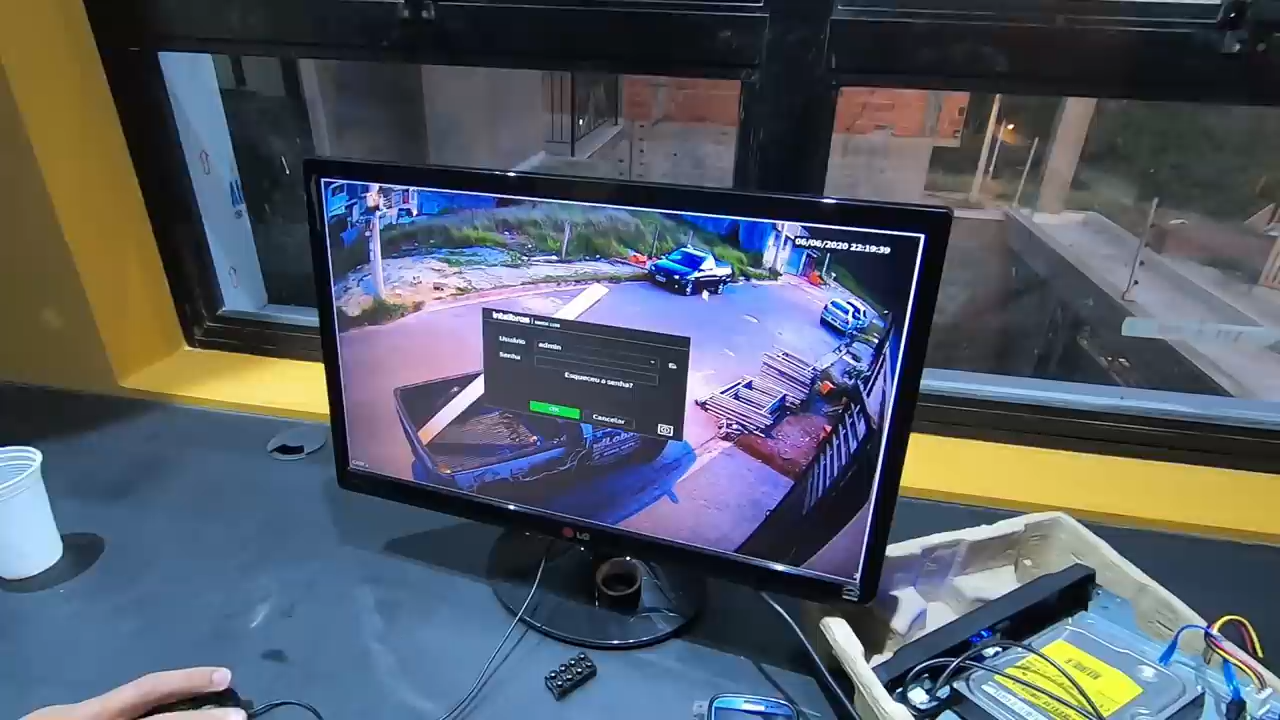 06/06/2020 22:19:39
intelbras
Usuário admin
Senha
Esqueceu a senha?
OK
Cancelar
LG